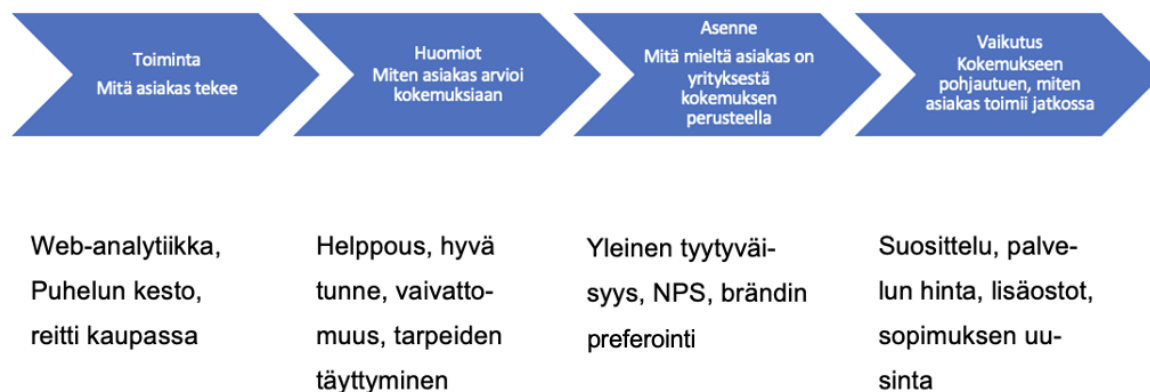 Toiminta
Mitä asiakas tekee
Huomiot
Miten asiakas arvioi
kokemuksiaan
Asenne
Mitä mieltä asiakas on
yrityksestä
kokemuksen
perusteella
Vaikutus
Kokemukseen
pohjautuen, miten
asiakas toimii jatkossa
Web-analytiikka,
Puhelun kesto,
reitti kaupassa
Helppous, hyvä
tunne, vaivatto-
muus, tarpeiden
täyttyminen
Yleinen tyytyväi-
syys, NPS, brändin
preferointi
Suosittelu, palve-
lun hinta, lisäostot,
sopimuksen uu-
sinta